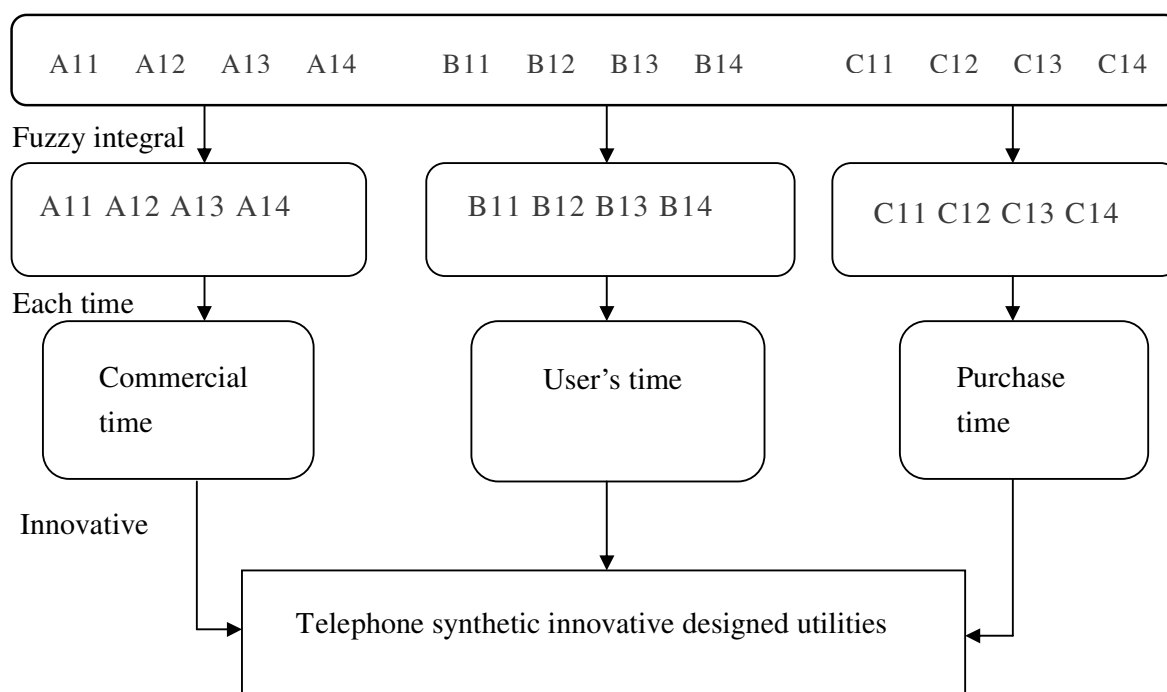 A11 A12 A13 A14 B11 B12 B13 B14 C11 C12 C13 C14
Fuzzy integral
A11 A12 A13 A14
B11 B12 B13 B14
C11 C12 C13 C14
Each time
Commercial
time
User’s time
Purchase
time
Innovative
Telephone synthetic innovative designed utilities